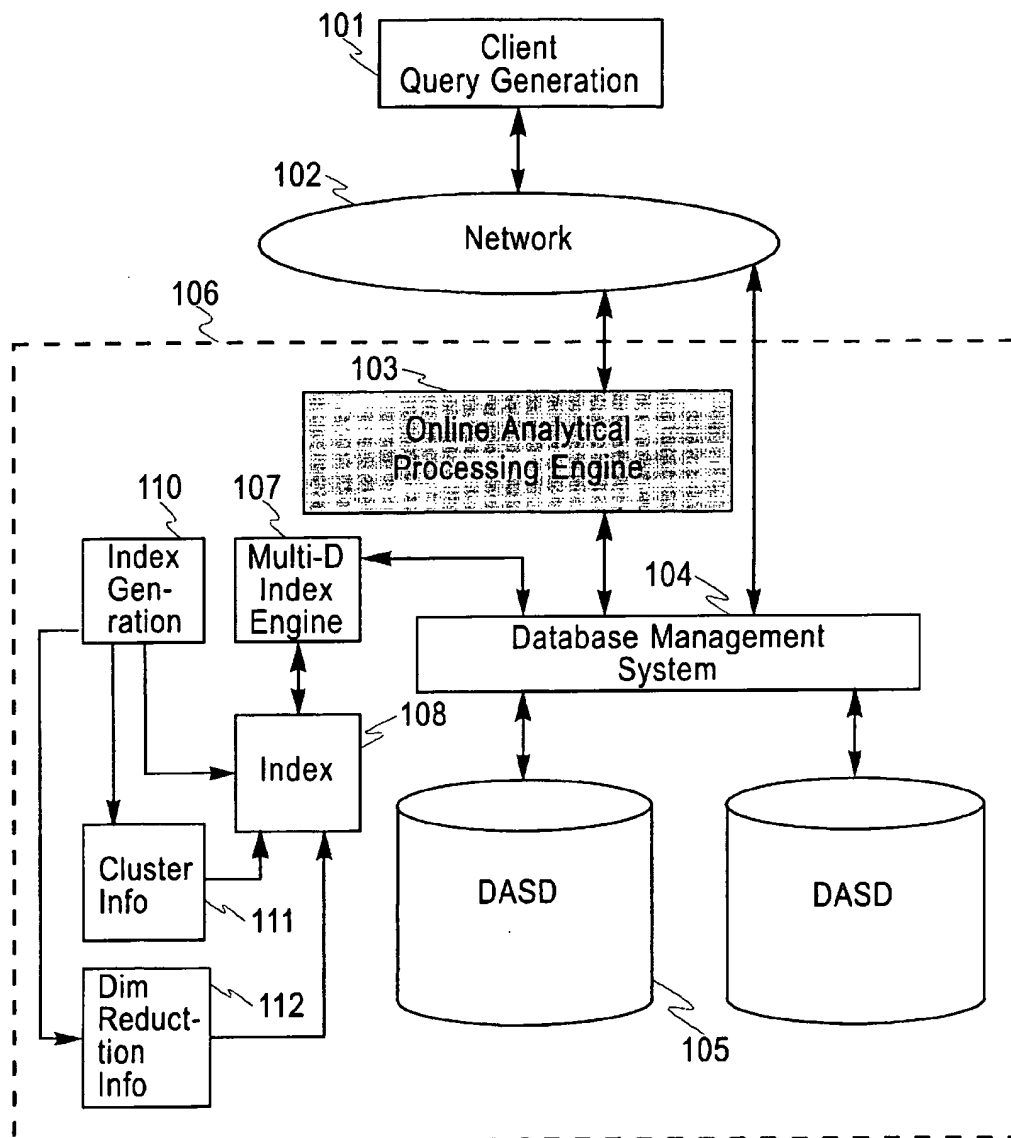 101
Client
Query Generation
102
Network
106
103
Online Analytical
Processing Engine
110
Index
Gen-
ration
107
Multi-D
Index
Engine
104
Database Management
System
108
Index
Cluster
Info
111
DASD
DASD
Dim
Reduct-
tion
Info
112
105